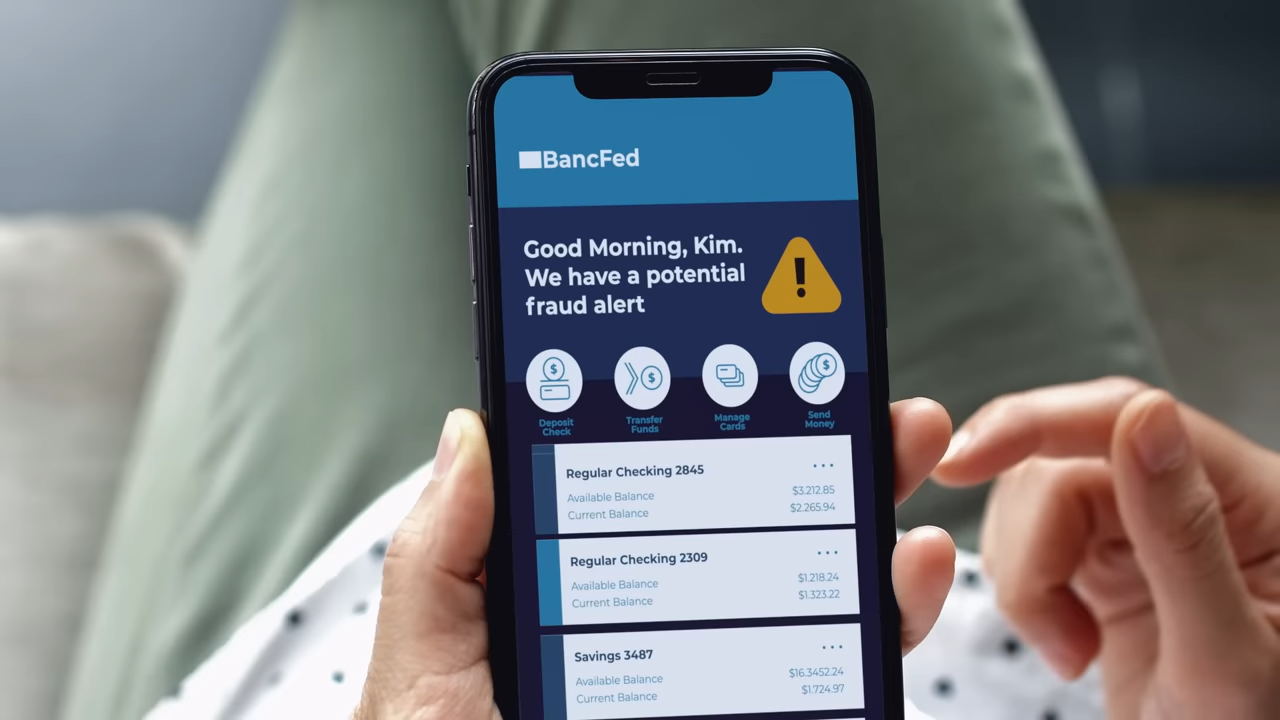 BancFed
Good Morning, Kim.
We have a potential
fraud alert
Deposit
Check
Transfer
Funds
Manage
Cards
Send
Money
Regular Checking 2845
Available Balance $3.212.85
Current Balance $2.265.94
Regular Checking 2309
Available Balance $1.218.24
Current Balance $1.323.22
Savings 3487
Available Balance $16.3452.24
Current Balance $1.724.97